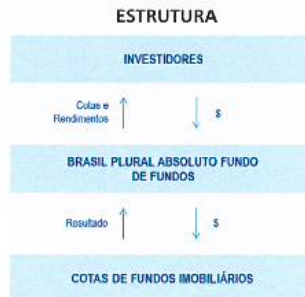 ESTRUTURA
INVESTIDORES
Cotas e
Rendimentos
$
BRASIL PLURAL ABSOLUTO FUNDO
DE FUNDOS
Resultado
$
COTAS DE FUNDOS IMOBILIÁRIOS